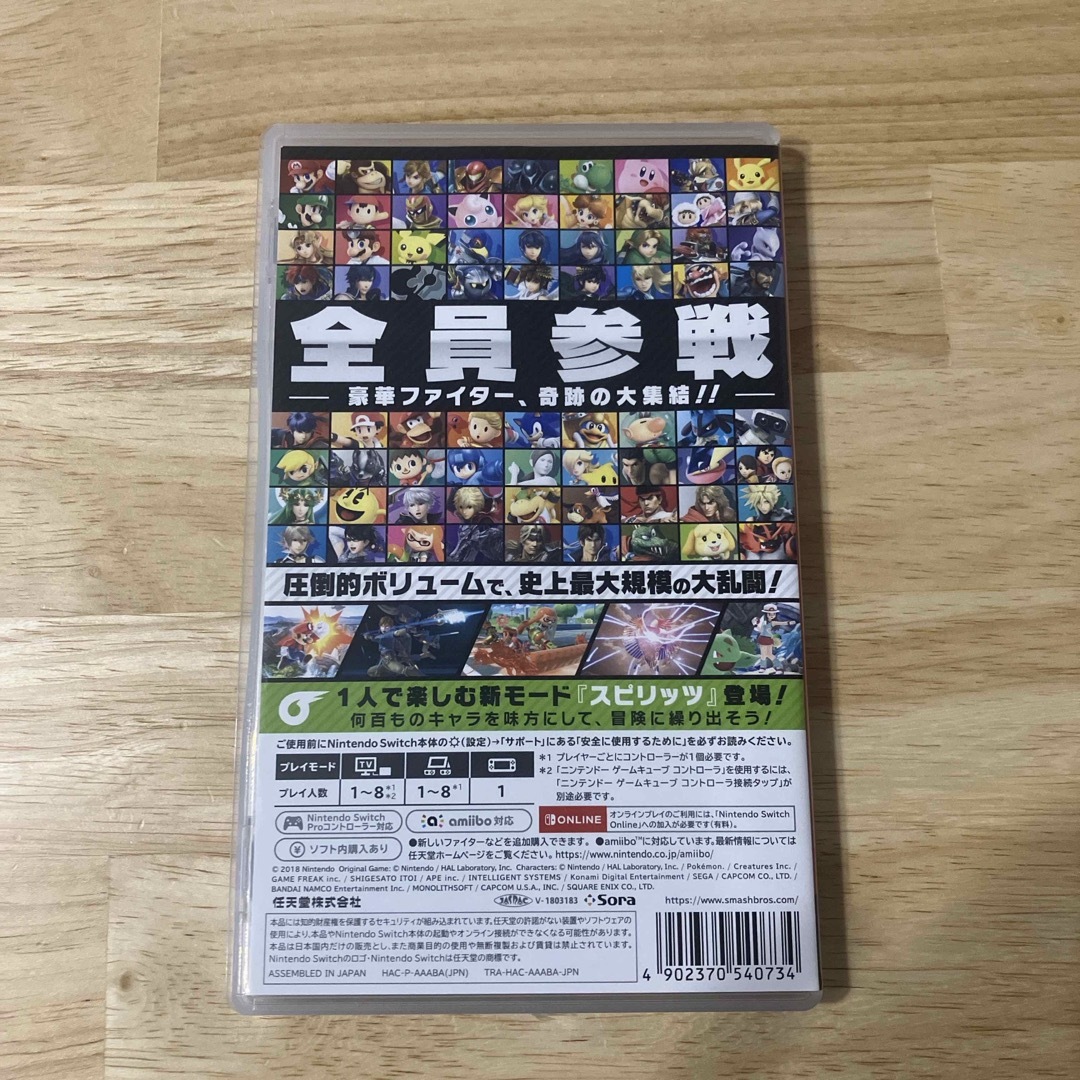 全員参戦
豪華ファイター、奇跡の大集結!!
圧倒的ボリュームで、史上最大規模の大乱闘!
1人で楽しむ新モード『スピリッツ』登場!
何百ものキャラを味方にして、冒険に繰り出そう!
ご使用前にNintendo Switch本体の(設定)→「サポート」にある「安全に使用するために」を必ずお読みください。
プレイモード TV
プレイ人数 1～8 *1 *2 1～8 *1 1
*1 プレイヤーごとにコントローラーが1個必要です。
*2 「ニンテンドー ゲームキューブ コントローラ」を使用するには、
「ニンテンドー ゲームキューブ コントローラ接続タップ」が
別途必要です。
Nintendo Switch
Proコントローラー対応
amiibo 対応
ONLINE
オンラインプレイのご利用には、「Nintendo Switch
Online」への加入が必要です(有料)。
¥ ソフト内購入あり
●新しいファイターなどを追加購入できます。 ●amiibo™に対応しています。最新情報については
任天堂ホームページをご覧ください。https://www.nintendo.co.jp/amiibo/
© 2018 Nintendo Original Game: © Nintendo / HAL Laboratory, Inc. Characters: © Nintendo / HAL Laboratory, Inc. / Pokémon. / Creatures Inc. /
GAME FREAK inc. / SHIGESATO ITOI / APE inc. / INTELLIGENT SYSTEMS / Konami Digital Entertainment / SEGA / CAPCOM CO., LTD. /
BANDAI NAMCO Entertainment Inc. / MONOLITHSOFT / CAPCOM U.S.A., INC. / SQUARE ENIX CO., LTD.
任天堂株式会社
JASRAC V-1803183 Sora
https://www.smashbros.com/
本品には知的財産権を保護するセキュリティが組み込まれています。任天堂の許諾がない装置やソフトウェアの
使用により、本品やNintendo Switch本体の起動やオンライン接続ができなくなる可能性があります。
本品は日本国内だけの販売とし、また商業目的の使用や無断複製および賃貸は禁止されています。
Nintendo Switchのロゴ・Nintendo Switchは任天堂の商標です。
ASSEMBLED IN JAPAN HAC-P-AAABA(JPN) TRA-HAC-AAABA-JPN
4 902370 540734